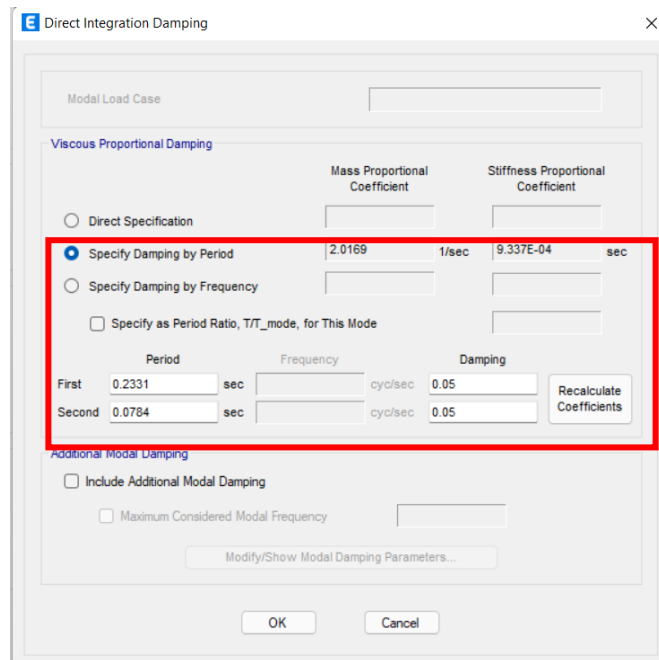 E Direct Integration Damping
Modal Load Case
Viscous Proportional Damping
Mass Proportional Coefficient
Stiffness Proportional Coefficient
Direct Specification
Specify Damping by Period 2.0169 1/sec 9.337E-04 sec
Specify Damping by Frequency
Specify as Period Ratio, T/T_mode, for This Mode
Period Frequency Damping
First 0.2331 sec cyc/sec 0.05
Second 0.0784 sec cyc/sec 0.05
Recalculate
Coefficients
Additional Modal Damping
Include Additional Modal Damping
Maximum Considered Modal Frequency
Modify/Show Modal Damping Parameters...
OK Cancel